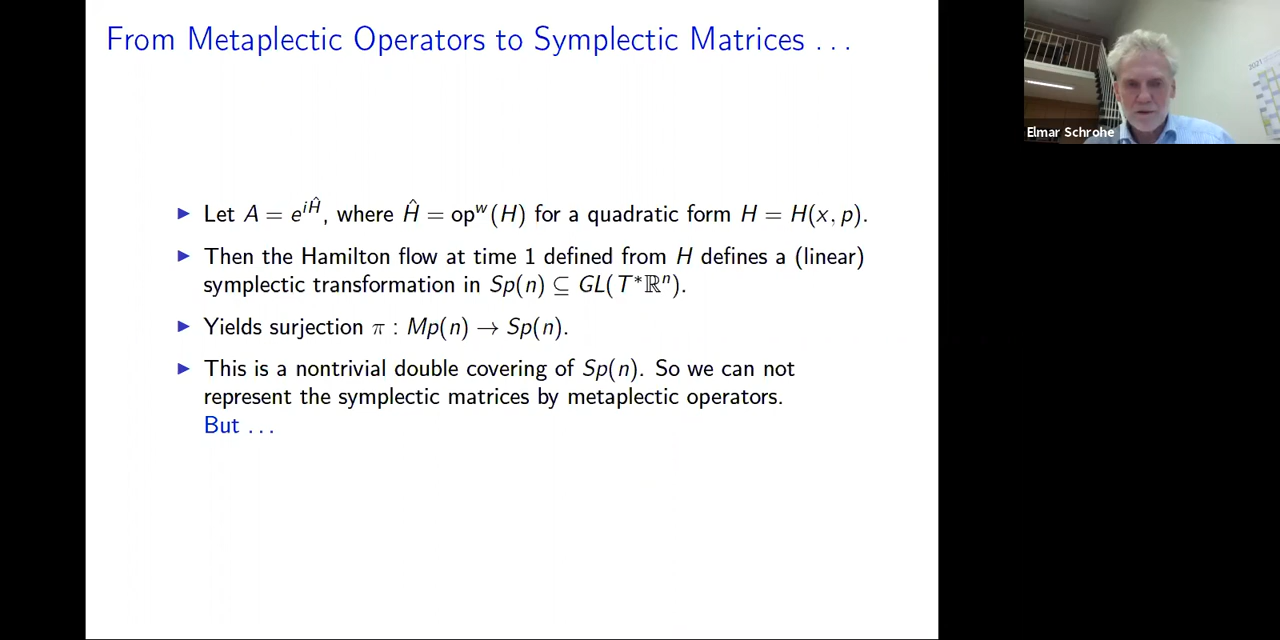 From Metaplectic Operators to Symplectic Matrices . . .
2021
Elmar Schrohe
▶ Let A = e^{iĤ}, where Ĥ = op^w(H) for a quadratic form H = H(x, p).
▶ Then the Hamilton flow at time 1 defined from H defines a (linear)
symplectic transformation in Sp(n) ⊆ GL(T*ℝⁿ).
▶ Yields surjection π : Mp(n) → Sp(n).
▶ This is a nontrivial double covering of Sp(n). So we can not
represent the symplectic matrices by metaplectic operators.
But . . .